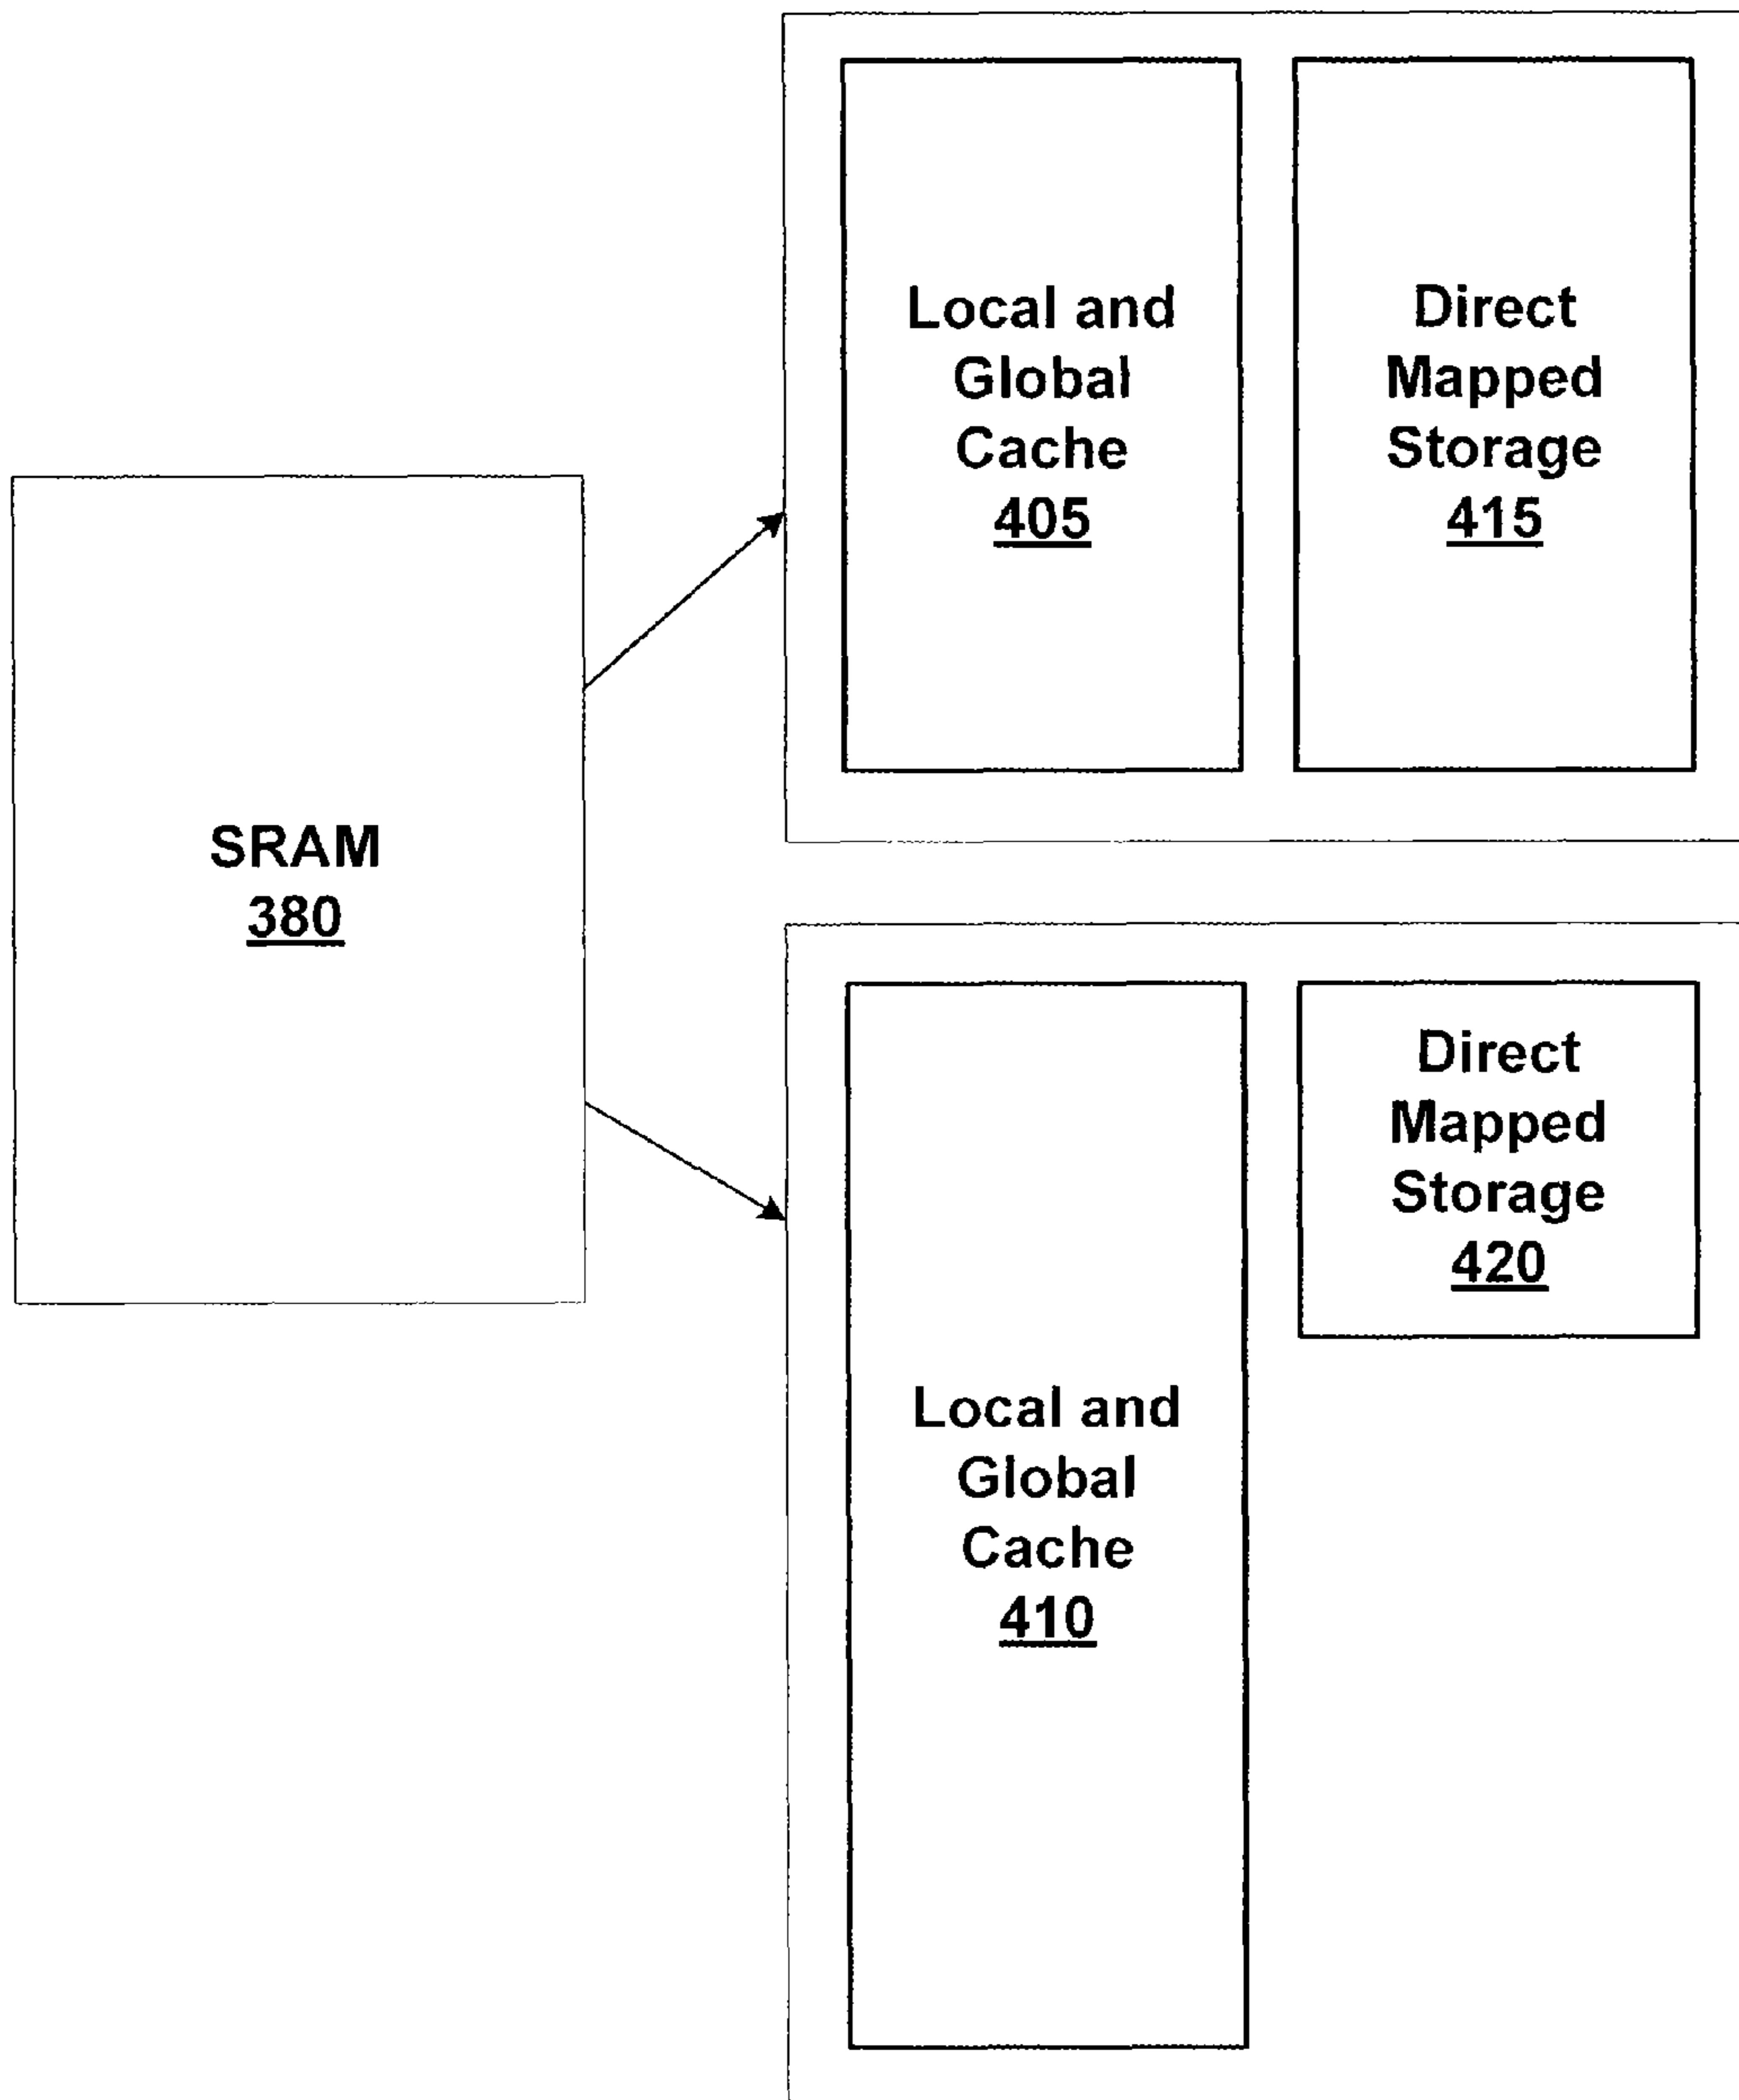 Local and
Global
Cache
405
Direct
Mapped
Storage
415
SRAM
380
Direct
Mapped
Storage
420
Local and
Global
Cache
410